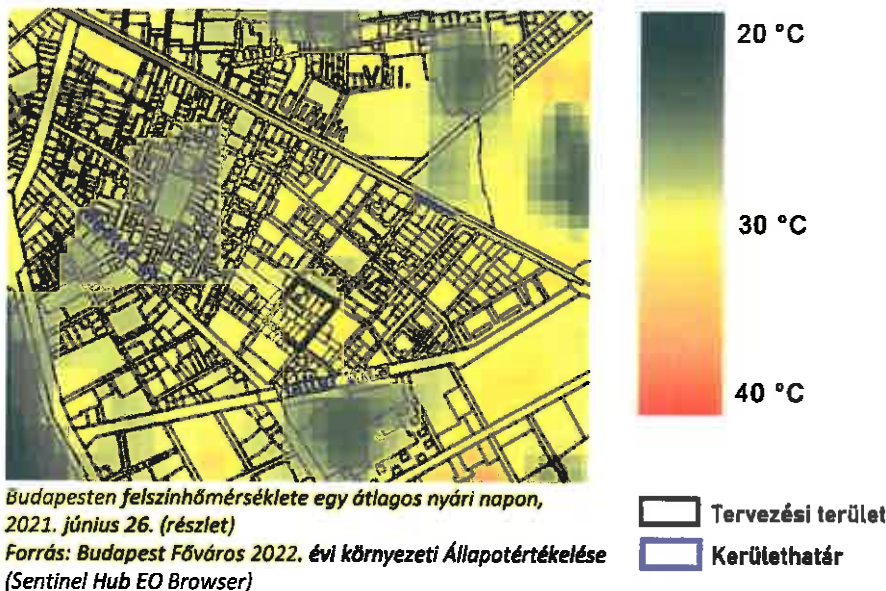 VIII.
20 °C
30 °C
40 °C
Budapesten felszínhőmérséklete egy átlagos nyári napon,
2021. június 26. (részlet)
Forrás: Budapest Főváros 2022. évi környezeti Állapotértékelése
(Sentinel Hub EO Browser)
Tervezési terület
Kerülethatár